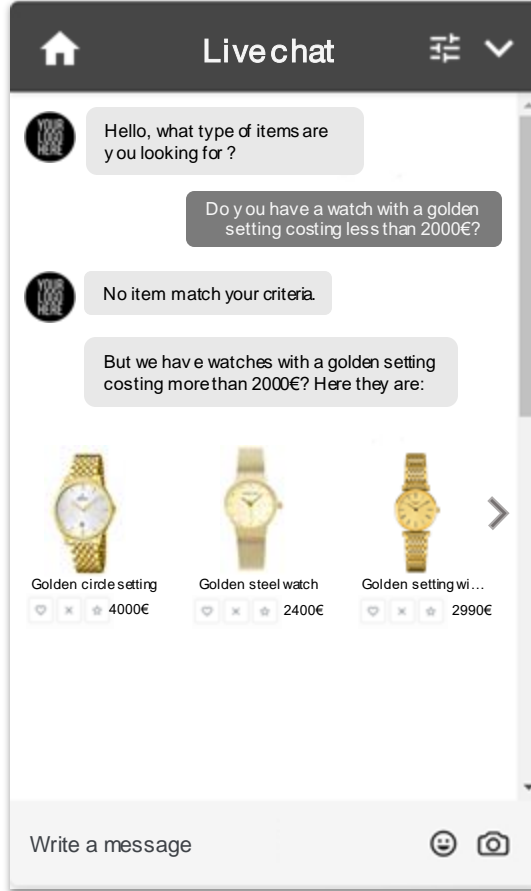 Live chat
YOUR
LOGO
HERE
Hello, what type of items are
you looking for ?
Do you have a watch with a golden
setting costing less than 2000€?
YOUR
LOGO
HERE
No item match your criteria.
But we have watches with a golden setting
costing more than 2000€? Here they are:
Golden circle setting
Golden steel watch
Golden setting wi...
4000€
2400€
2990€
Write a message